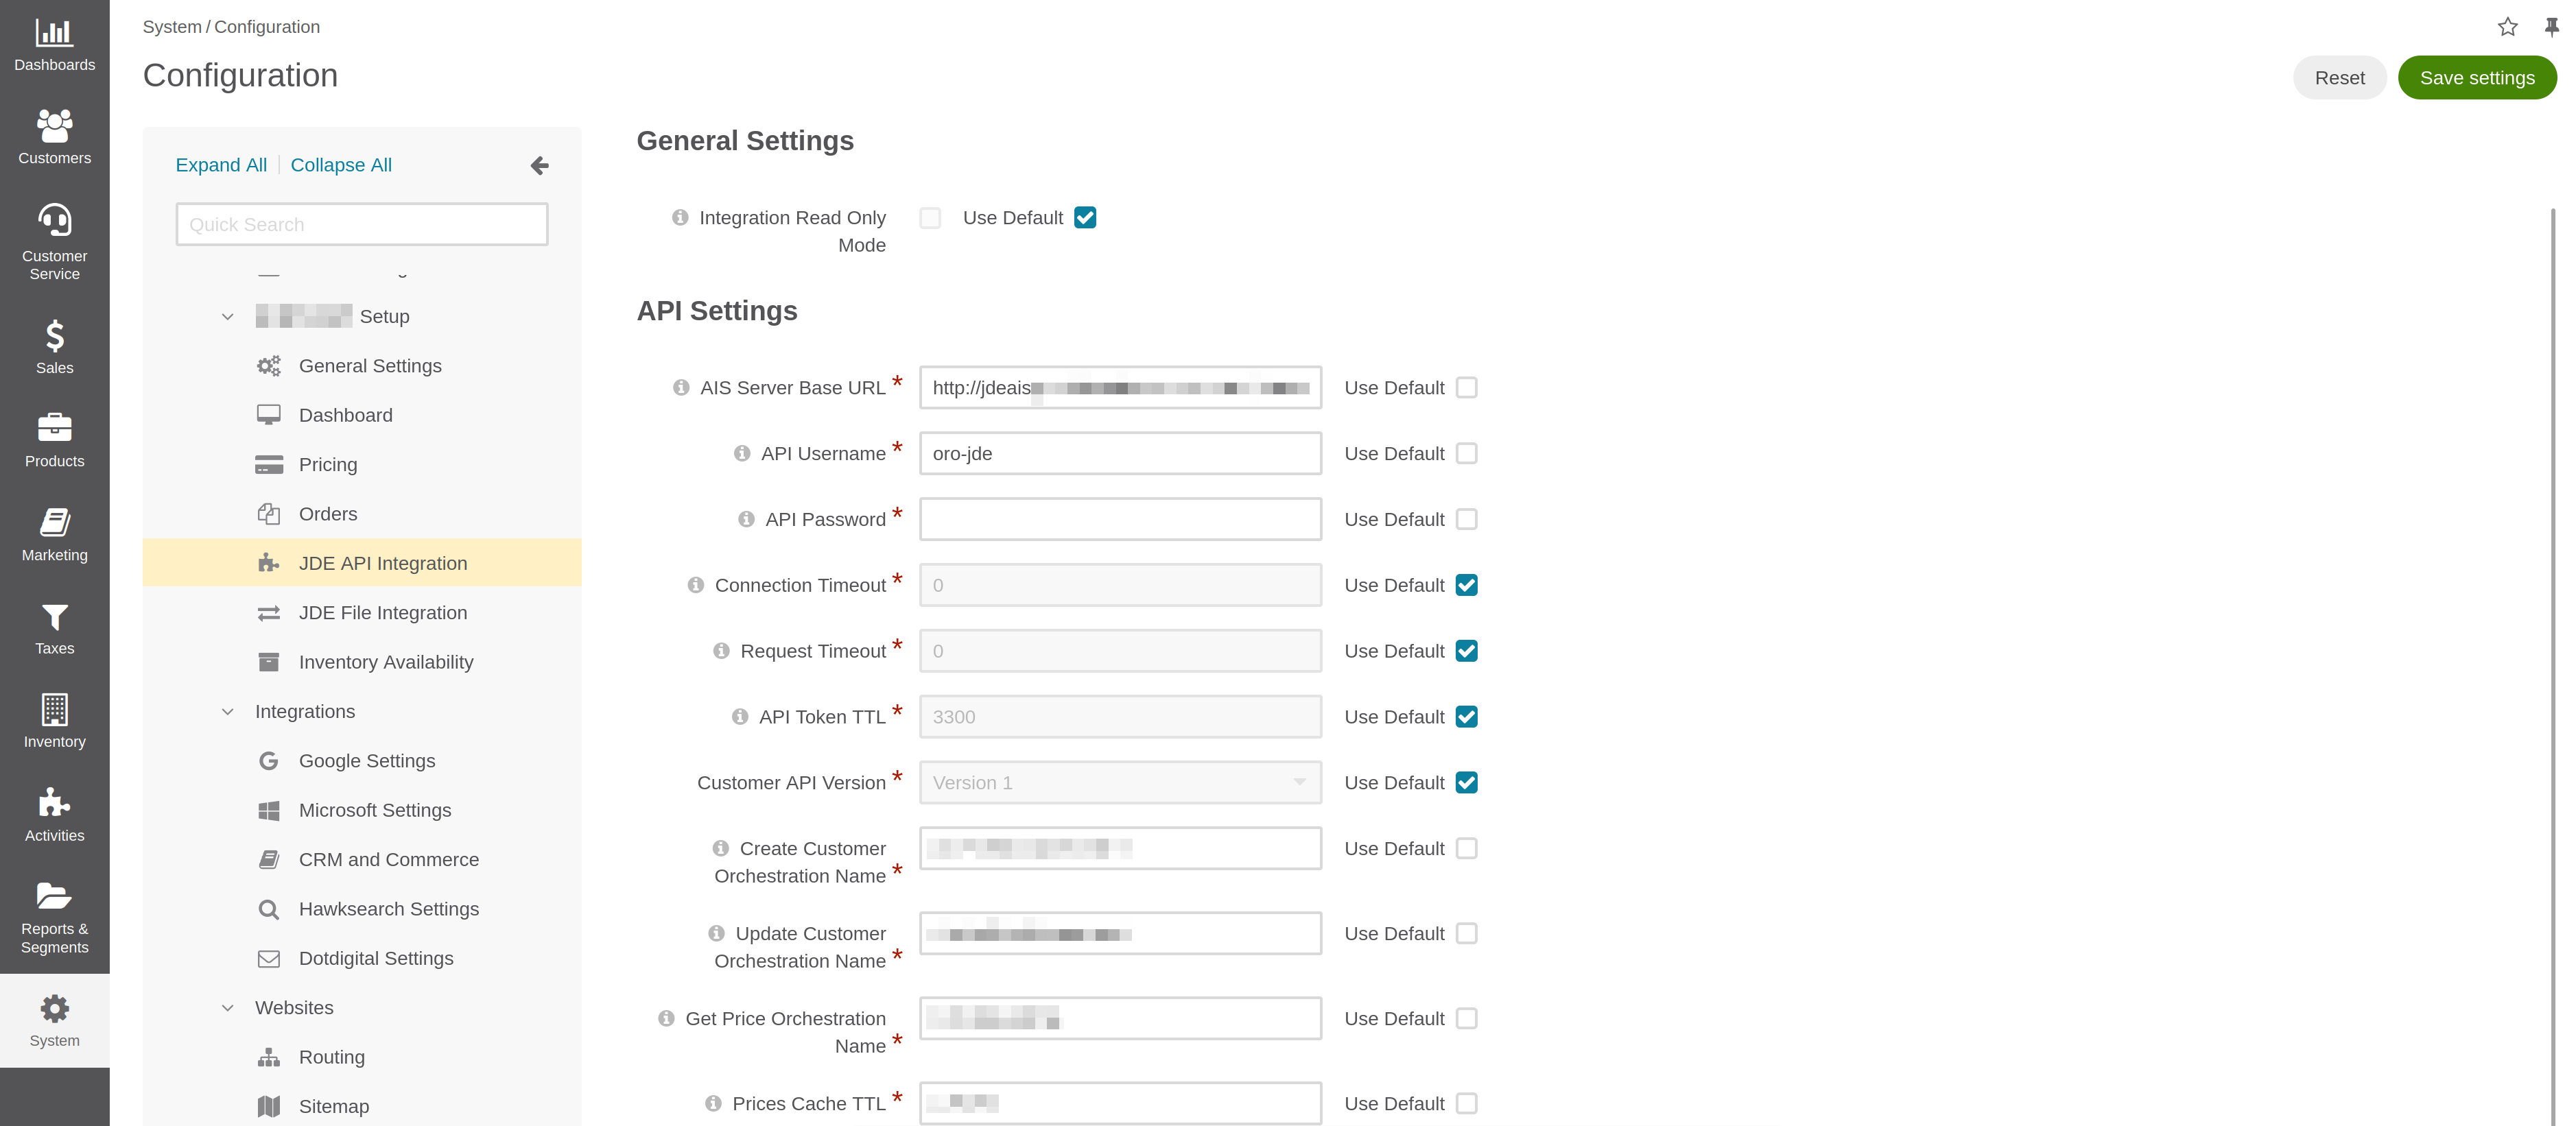 System / Configuration
Configuration
Reset
Save settings
Dashboards
Customers
Customer
Service
Sales
Products
Marketing
Taxes
Inventory
Activities
Reports &
Segments
System
Expand All
Collapse All
Quick Search
Setup
General Settings
Dashboard
Pricing
Orders
JDE API Integration
JDE File Integration
Inventory Availability
Integrations
Google Settings
Microsoft Settings
CRM and Commerce
Hawksearch Settings
Dotdigital Settings
Websites
Routing
Sitemap
General Settings
Integration Read Only
Mode
Use Default
API Settings
AIS Server Base URL *
http://jdeais
Use Default
API Username *
oro-jde
Use Default
API Password *
Use Default
Connection Timeout *
0
Use Default
Request Timeout *
0
Use Default
API Token TTL *
3300
Use Default
Customer API Version *
Version 1
Use Default
Create Customer
Orchestration Name *
Use Default
Update Customer
Orchestration Name *
Use Default
Get Price Orchestration
Name *
Use Default
Prices Cache TTL *
Use Default